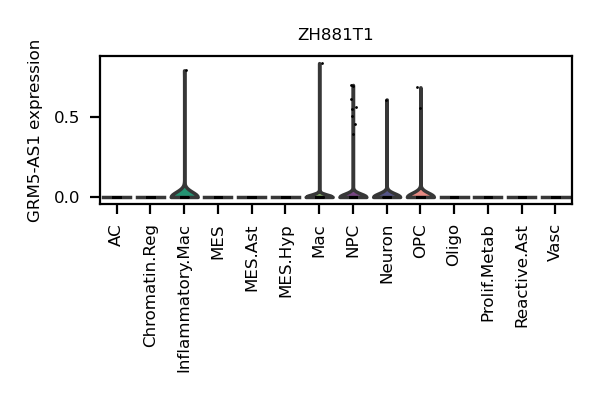 ZH881T1
GRM5-AS1 expression
0.5
0.0
AC
Chromatin.Reg
Inflammatory.Mac
MES
MES.Ast
MES.Hyp
Mac
NPC
Neuron
OPC
Oligo
Prolif.Metab
Reactive.Ast
Vasc